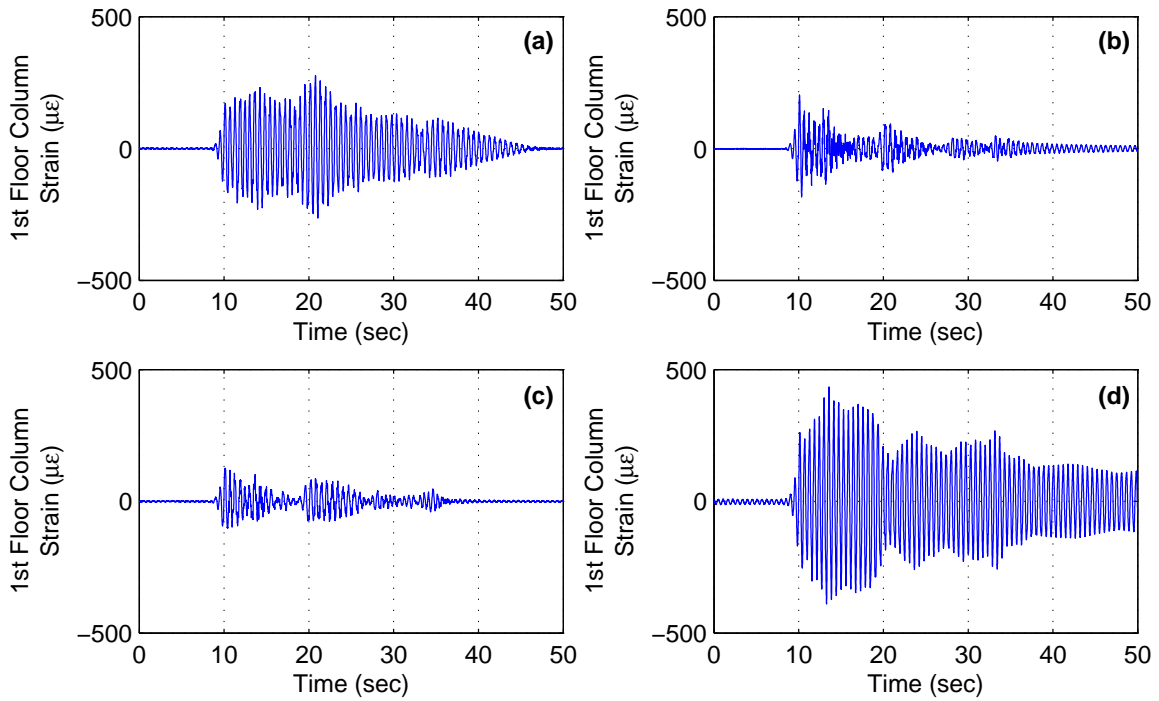 (a)
1st Floor Column
Strain (με)
500
0
−500
0 10 20 30 40 50
Time (sec)
(b)
1st Floor Column
Strain (με)
500
0
−500
0 10 20 30 40 50
Time (sec)
(c)
1st Floor Column
Strain (με)
500
0
−500
0 10 20 30 40 50
Time (sec)
(d)
1st Floor Column
Strain (με)
500
0
−500
0 10 20 30 40 50
Time (sec)